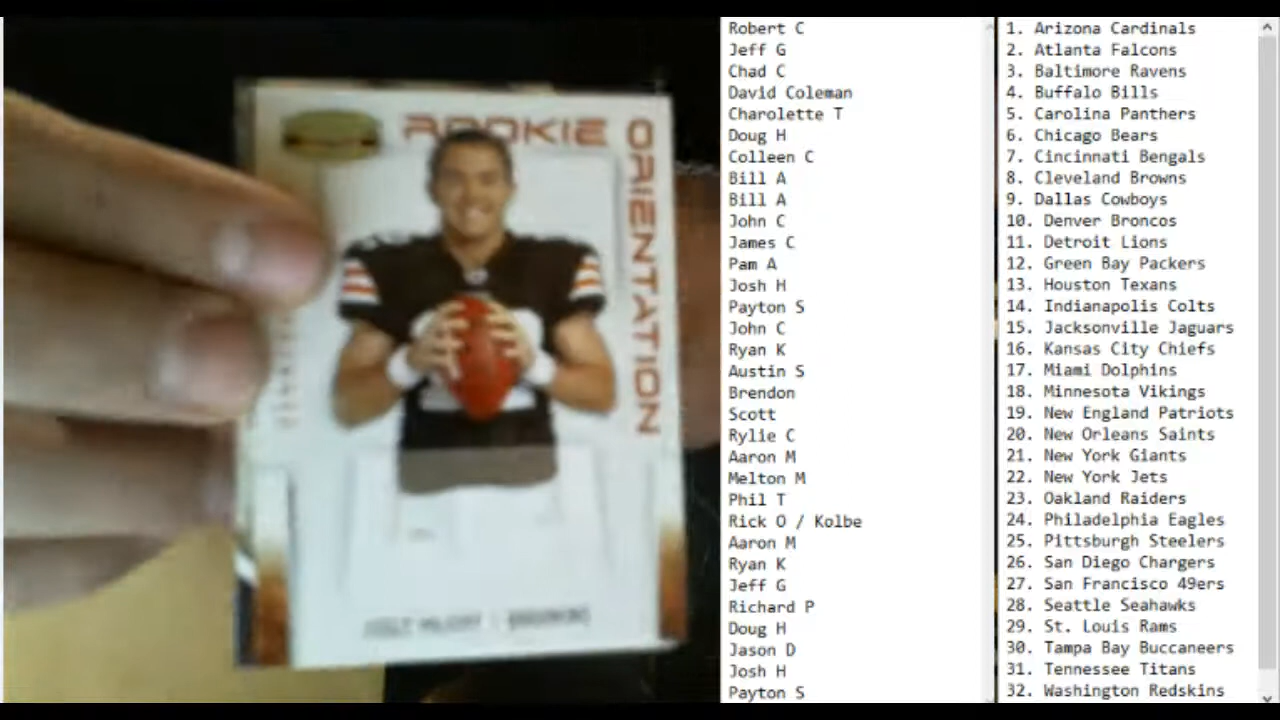 ROOKIE
ORIENTATION
Robert C
Jeff G
Chad C
David Coleman
Charolette T
Doug H
Colleen C
Bill A
Bill A
John C
James C
Pam A
Josh H
Payton S
John C
Ryan K
Austin S
Brendon
Scott
Rylie C
Aaron M
Melton M
Phil T
Rick O / Kolbe
Aaron M
Ryan K
Jeff G
Richard P
Doug H
Jason D
Josh H
Payton S
1. Arizona Cardinals
2. Atlanta Falcons
3. Baltimore Ravens
4. Buffalo Bills
5. Carolina Panthers
6. Chicago Bears
7. Cincinnati Bengals
8. Cleveland Browns
9. Dallas Cowboys
10. Denver Broncos
11. Detroit Lions
12. Green Bay Packers
13. Houston Texans
14. Indianapolis Colts
15. Jacksonville Jaguars
16. Kansas City Chiefs
17. Miami Dolphins
18. Minnesota Vikings
19. New England Patriots
20. New Orleans Saints
21. New York Giants
22. New York Jets
23. Oakland Raiders
24. Philadelphia Eagles
25. Pittsburgh Steelers
26. San Diego Chargers
27. San Francisco 49ers
28. Seattle Seahawks
29. St. Louis Rams
30. Tampa Bay Buccaneers
31. Tennessee Titans
32. Washington Redskins